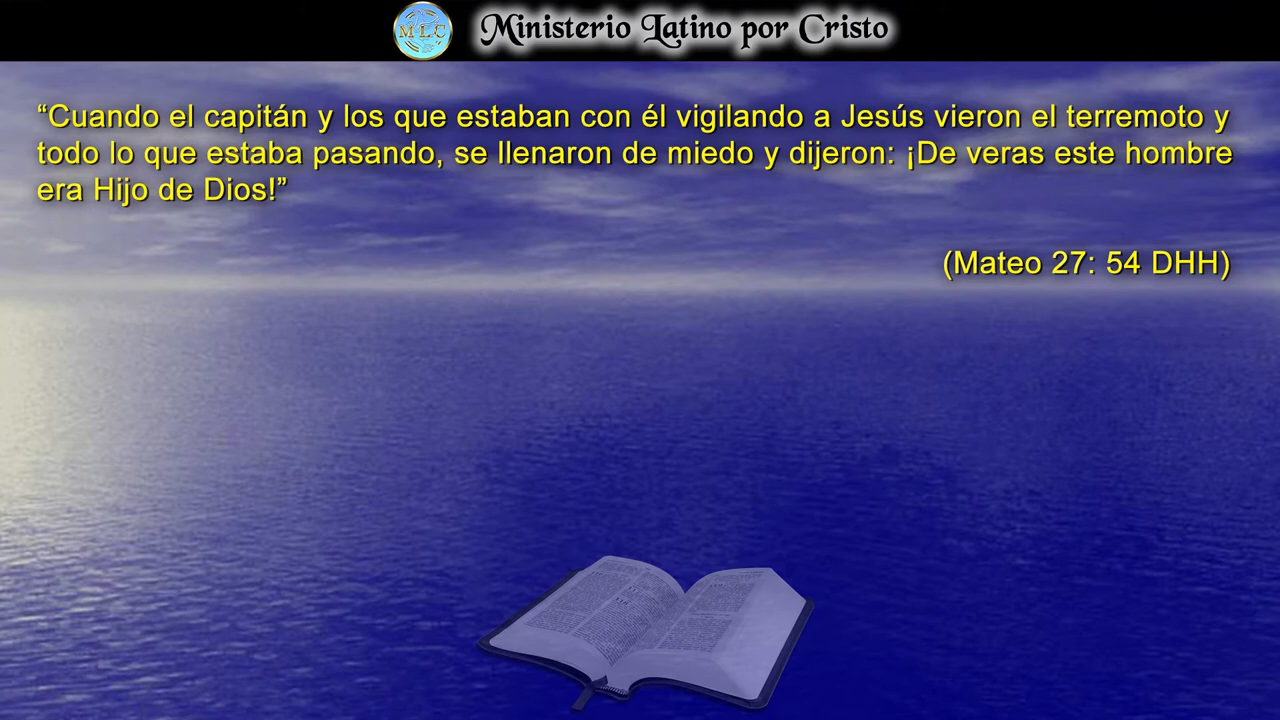 MLC
Ministerio Latino por Cristo
“Cuando el capitán y los que estaban con él vigilando a Jesús vieron el terremoto y
todo lo que estaba pasando, se llenaron de miedo y dijeron: ¡De veras este hombre
era Hijo de Dios!”
(Mateo 27: 54 DHH)